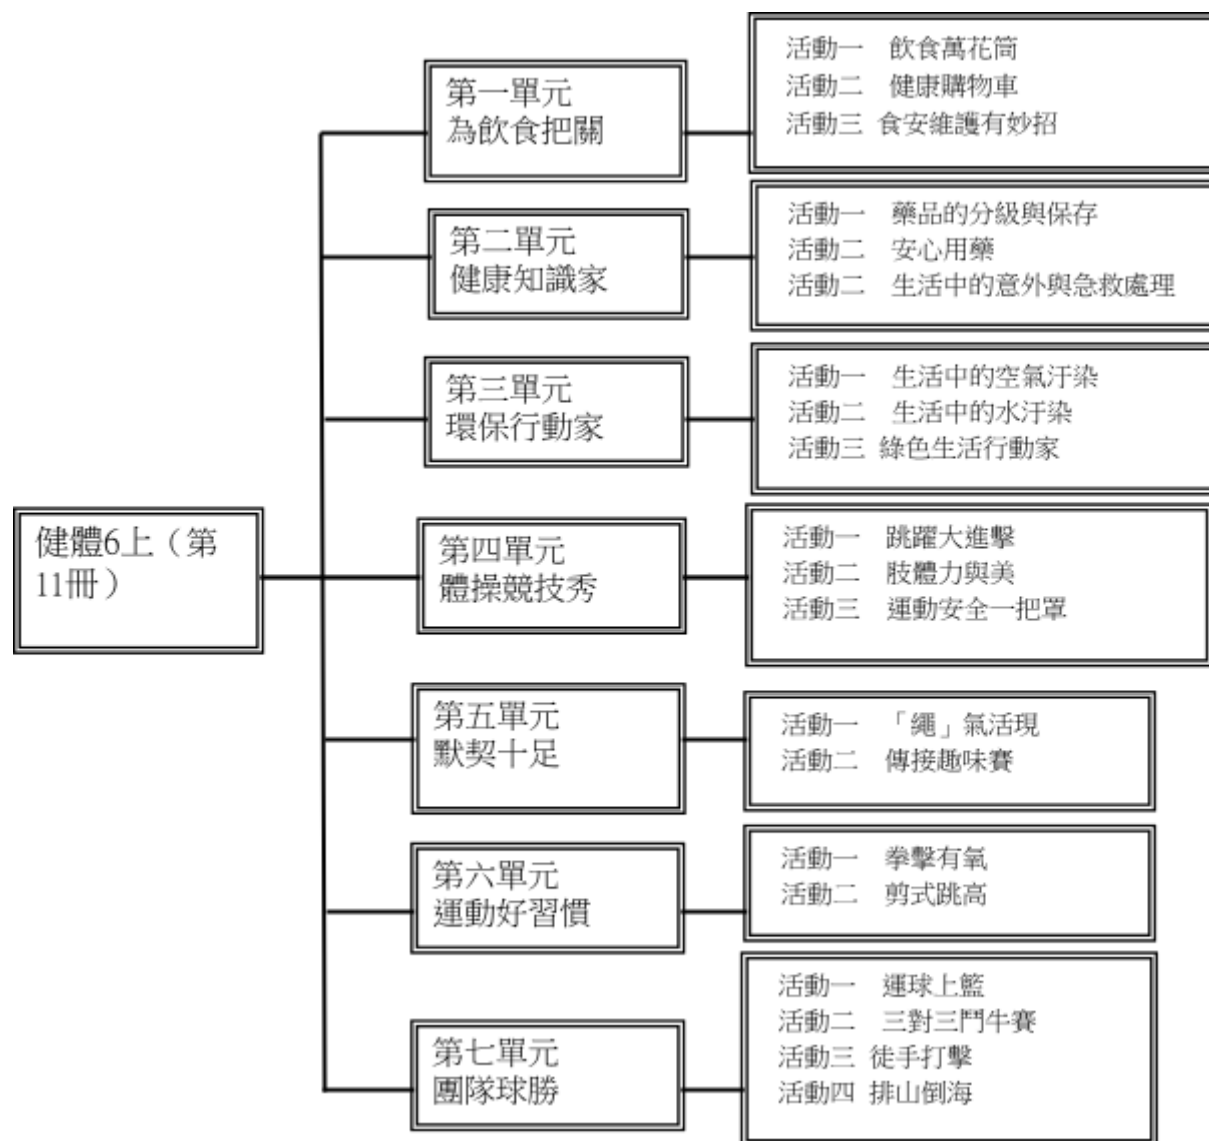 健體6上（第
11冊）
第一單元
為飲食把關
活動一 飲食萬花筒
活動二 健康購物車
活動三 食安維護有妙招
第二單元
健康知識家
活動一 藥品的分級與保存
活動二 安心用藥
活動二 生活中的意外與急救處理
第三單元
環保行動家
活動一 生活中的空氣汙染
活動二 生活中的水汙染
活動三 綠色生活行動家
第四單元
體操競技秀
活動一 跳躍大進擊
活動二 肢體力與美
活動三 運動安全一把罩
第五單元
默契十足
活動一 「繩」氣活現
活動二 傳接趣味賽
第六單元
運動好習慣
活動一 拳擊有氧
活動二 剪式跳高
第七單元
團隊球勝
活動一 運球上籃
活動二 三對三鬥牛賽
活動三 徒手打擊
活動四 排山倒海